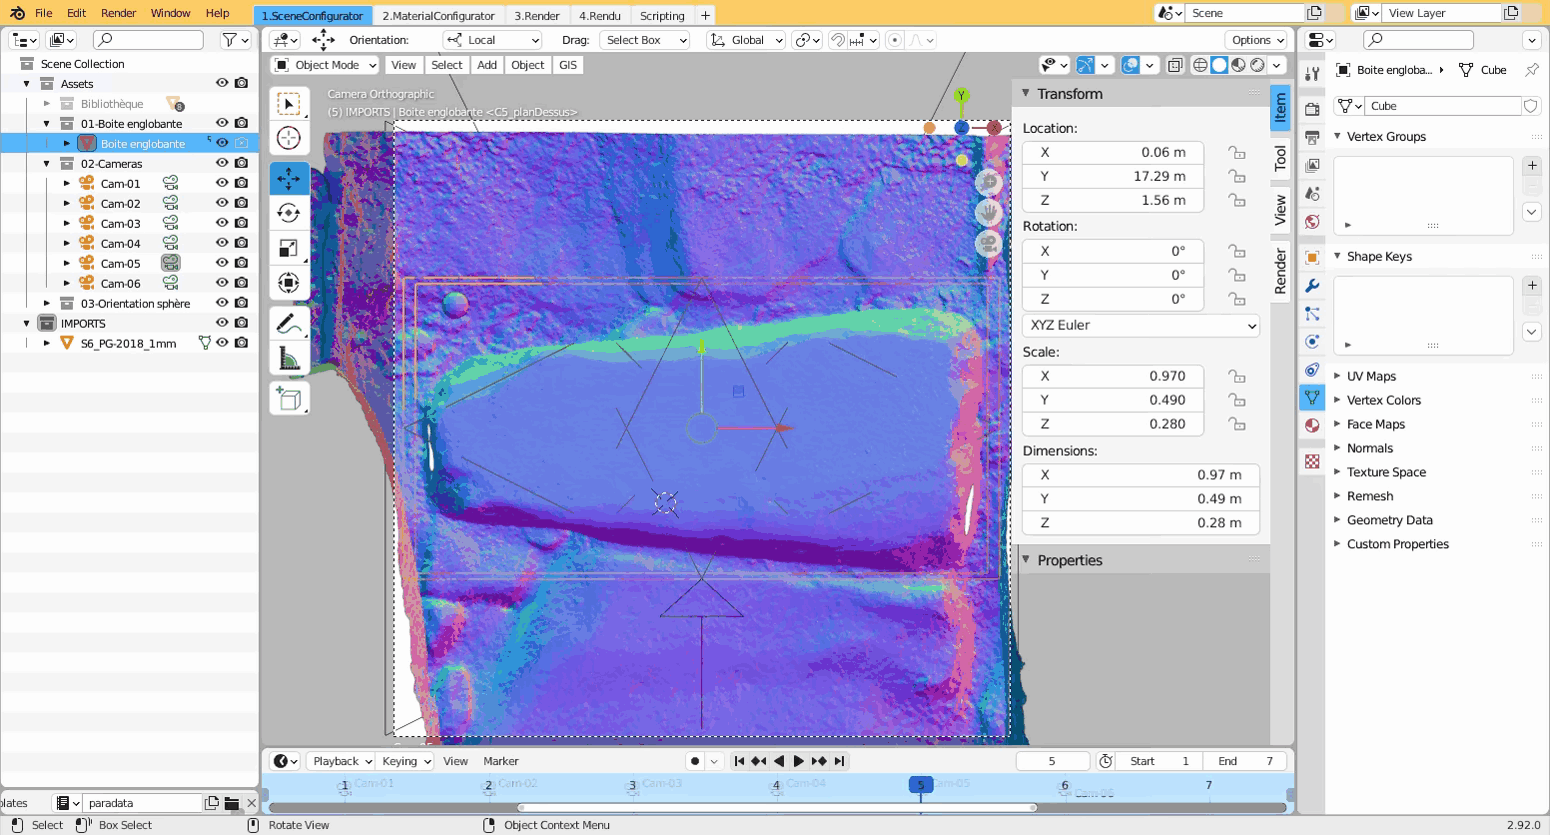 File Edit Render Window Help
1.SceneConfigurator 2.MaterialConfigurator 3.Render 4.Rendu Scripting +
Scene View Layer
Orientation: Local Drag: Select Box Global Options
Object Mode View Select Add Object GIS
Scene Collection
Assets
Bibliothèque 8
01-Boite englobante
Boite englobante
02-Cameras
Cam-01
Cam-02
Cam-03
Cam-04
Cam-05
Cam-06
03-Orientation sphère
IMPORTS
S6_PG-2018_1mm
Camera Orthographic
(5) IMPORTS | Boite englobante <C5_planDessus>
Y
Z
X
Transform
Location:
X 0.06 m
Y 17.29 m
Z 1.56 m
Rotation:
X 0°
Y 0°
Z 0°
XYZ Euler
Scale:
X 0.970
Y 0.490
Z 0.280
Dimensions:
X 0.97 m
Y 0.49 m
Z 0.28 m
Properties
Item
Tool
View
Render
Boite engloba... Cube
Cube
Vertex Groups
Shape Keys
UV Maps
Vertex Colors
Face Maps
Normals
Texture Space
Remesh
Geometry Data
Custom Properties
Playback Keying View Marker
5 Start 1 End 7
1 Cam-01 2 Cam-02 3 Cam-03 4 Cam-04 5 Cam-05 6 Cam-06 7
lates paradata
Select Box Select Rotate View Object Context Menu 2.92.0